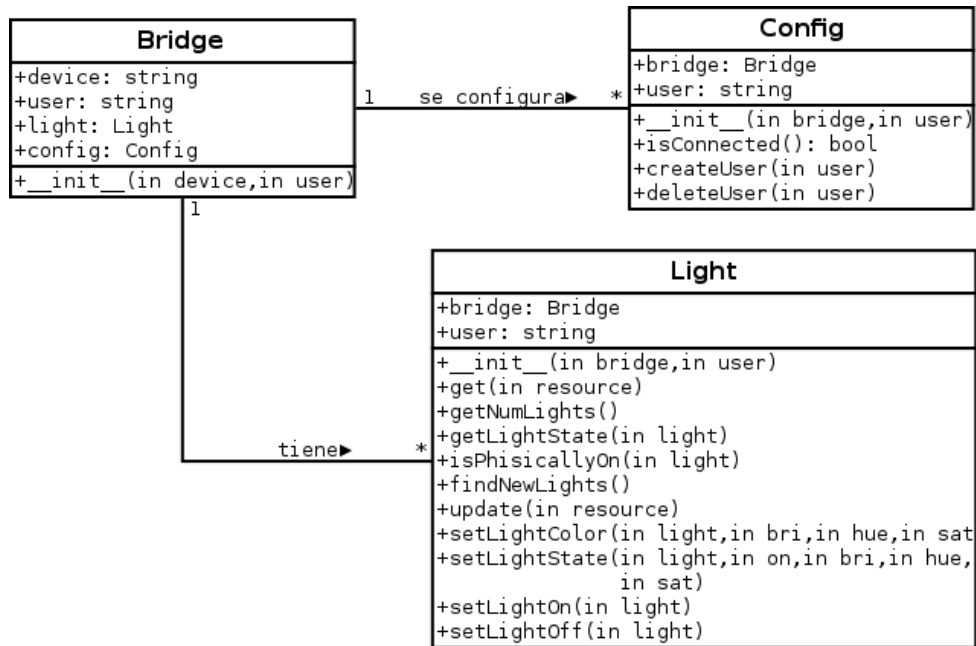 Bridge
+device: string
+user: string
+light: Light
+config: Config
+__init__(in device,in user)
1
se configura▶
*
Config
+bridge: Bridge
+user: string
+__init__(in bridge,in user)
+isConnected(): bool
+createUser(in user)
+deleteUser(in user)
1
tiene▶
*
Light
+bridge: Bridge
+user: string
+__init__(in bridge,in user)
+get(in resource)
+getNumLights()
+getLightState(in light)
+isPhisicallyOn(in light)
+findNewLights()
+update(in resource)
+setLightColor(in light,in bri,in hue,in sat
+setLightState(in light,in on,in bri,in hue,
in sat)
+setLightOn(in light)
+setLightOff(in light)